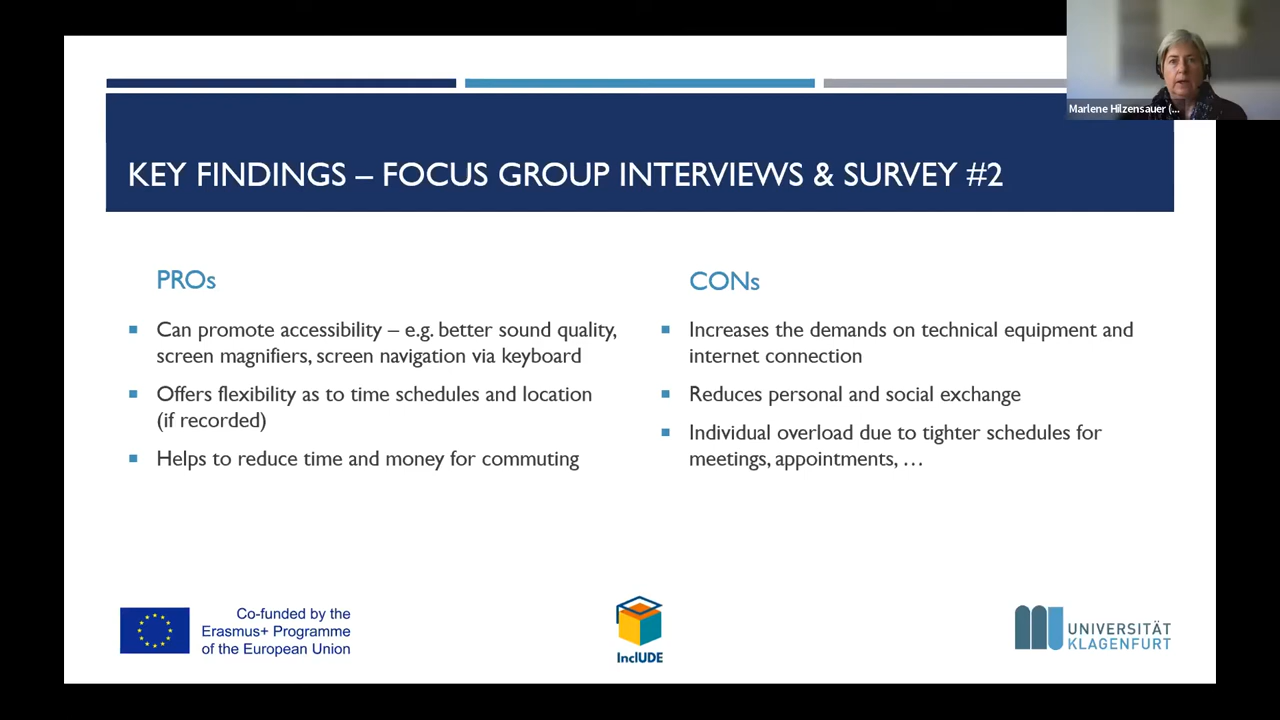 Marlene Hilzensauer (...
KEY FINDINGS – FOCUS GROUP INTERVIEWS & SURVEY #2
PROs
Can promote accessibility – e.g. better sound quality,
screen magnifiers, screen navigation via keyboard
Offers flexibility as to time schedules and location
(if recorded)
Helps to reduce time and money for commuting
CONs
Increases the demands on technical equipment and
internet connection
Reduces personal and social exchange
Individual overload due to tighter schedules for
meetings, appointments, …
Co-funded by the
Erasmus+ Programme
of the European Union
InclUDE
UNIVERSITÄT
KLAGENFURT